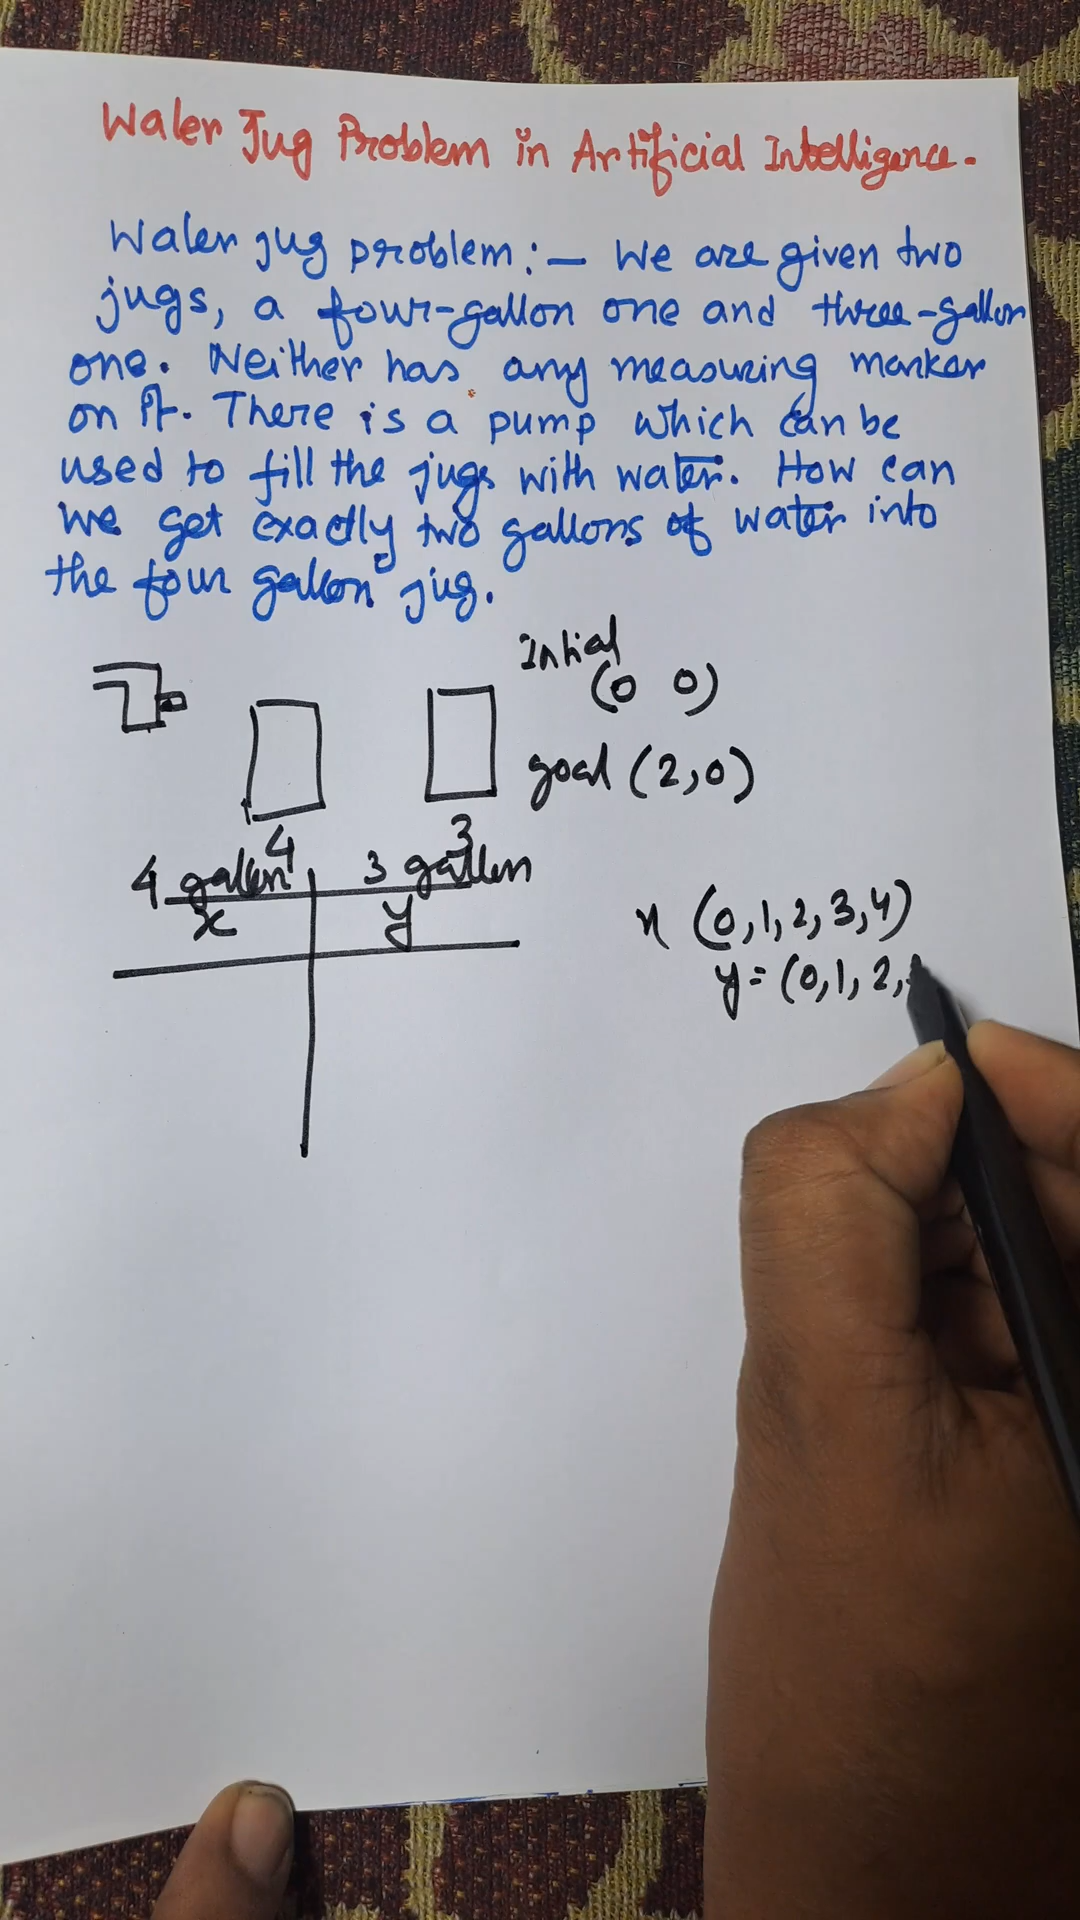 Water Jug Problem in Artificial Intelligence.
Water jug problem :- We are given two
jugs, a four-gallon one and three-gallon
one. Neither has any measuring marker
on it. There is a pump which can be
used to fill the jugs with water. How can
we get exactly two gallons of water into
the four gallon jug.
Intial
(0 0)
goal (2,0)
4 3
4 gallen 3 gallen
x y
x (0,1,2,3,4)
y = (0,1,2,